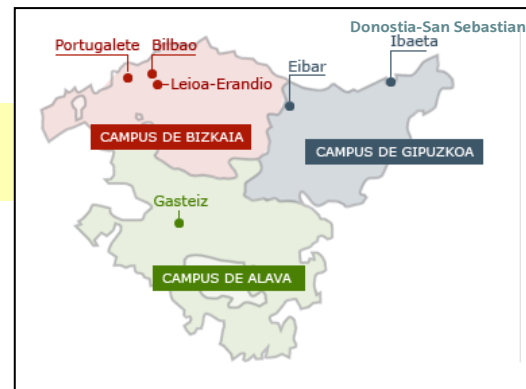 Donostia-San Sebastian
Portugalete Bilbao Ibaeta
Eibar
Leioa-Erandio
CAMPUS DE BIZKAIA
CAMPUS DE GIPUZKOA
Gasteiz
CAMPUS DE ALAVA